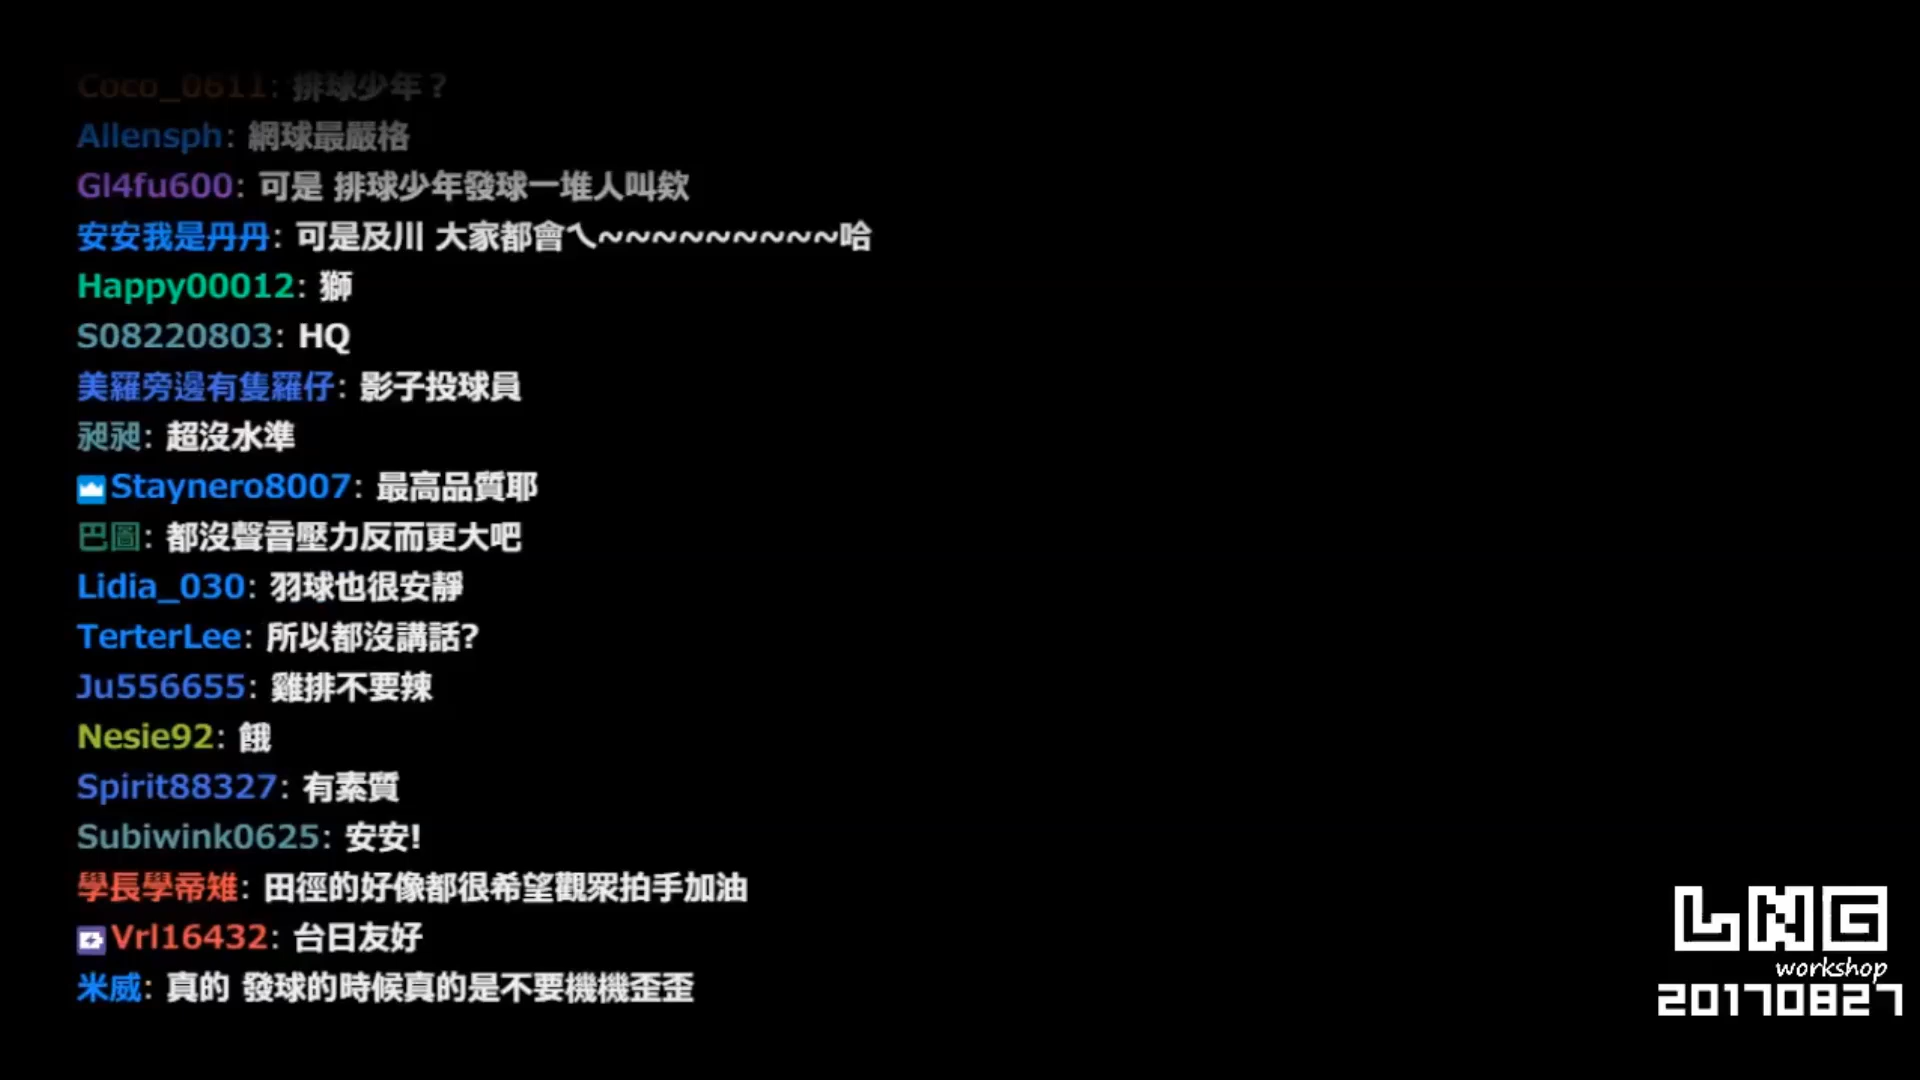 Coco_0611: 排球少年？
Allensph: 網球最嚴格
Gl4fu600: 可是 排球少年發球一堆人叫欸
安安我是丹丹: 可是及川 大家都會ㄟ~~~~~~~~~哈
Happy00012: 獅
S08220803: HQ
美羅旁邊有隻羅仔: 影子投球員
昶昶: 超沒水準
Staynero8007: 最高品質耶
巴圖: 都沒聲音壓力反而更大吧
Lidia_030: 羽球也很安靜
TerterLee: 所以都沒講話?
Ju556655: 雞排不要辣
Nesie92: 餓
Spirit88327: 有素質
Subiwink0625: 安安!
學長學帝雉: 田徑的好像都很希望觀眾拍手加油
Vrl16432: 台日友好
米威: 真的 發球的時候真的是不要機機歪歪
LNG
workshop
20170827